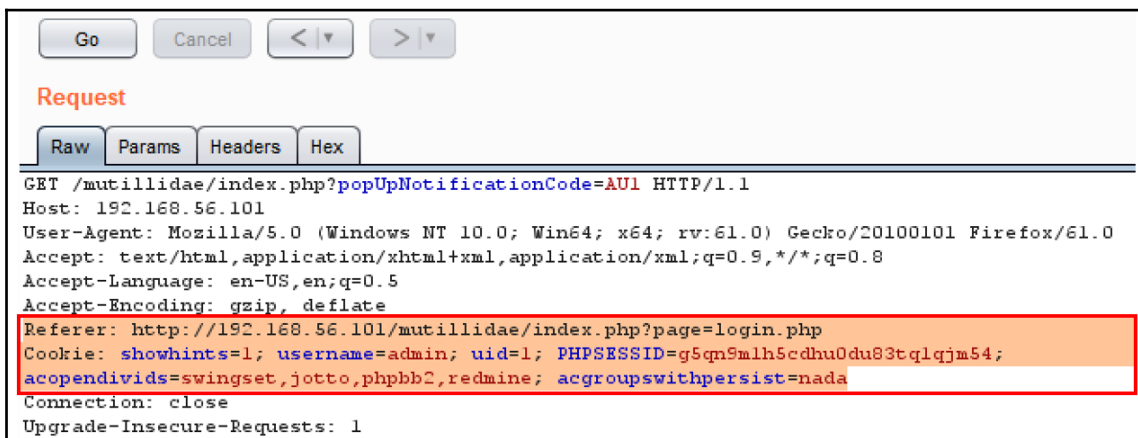 Go Cancel < > 
Request
Raw Params Headers Hex
GET /mutillidae/index.php?popUpNotificationCode=AU1 HTTP/1.1
Host: 192.168.56.101
User-Agent: Mozilla/5.0 (Windows NT 10.0; Win64; x64; rv:61.0) Gecko/20100101 Firefox/61.0
Accept: text/html,application/xhtml+xml,application/xml;q=0.9,*/*;q=0.8
Accept-Language: en-US,en;q=0.5
Accept-Encoding: gzip, deflate
Referer: http://192.168.56.101/mutillidae/index.php?page=login.php
Cookie: showhints=1; username=admin; uid=1; PHPSESSID=g5qn9mlh5cdhu0du83tqlqjm54;
acopendivids=swingset,jotto,phpbb2,redmine; acgroupswithpersist=nada
Connection: close
Upgrade-Insecure-Requests: 1